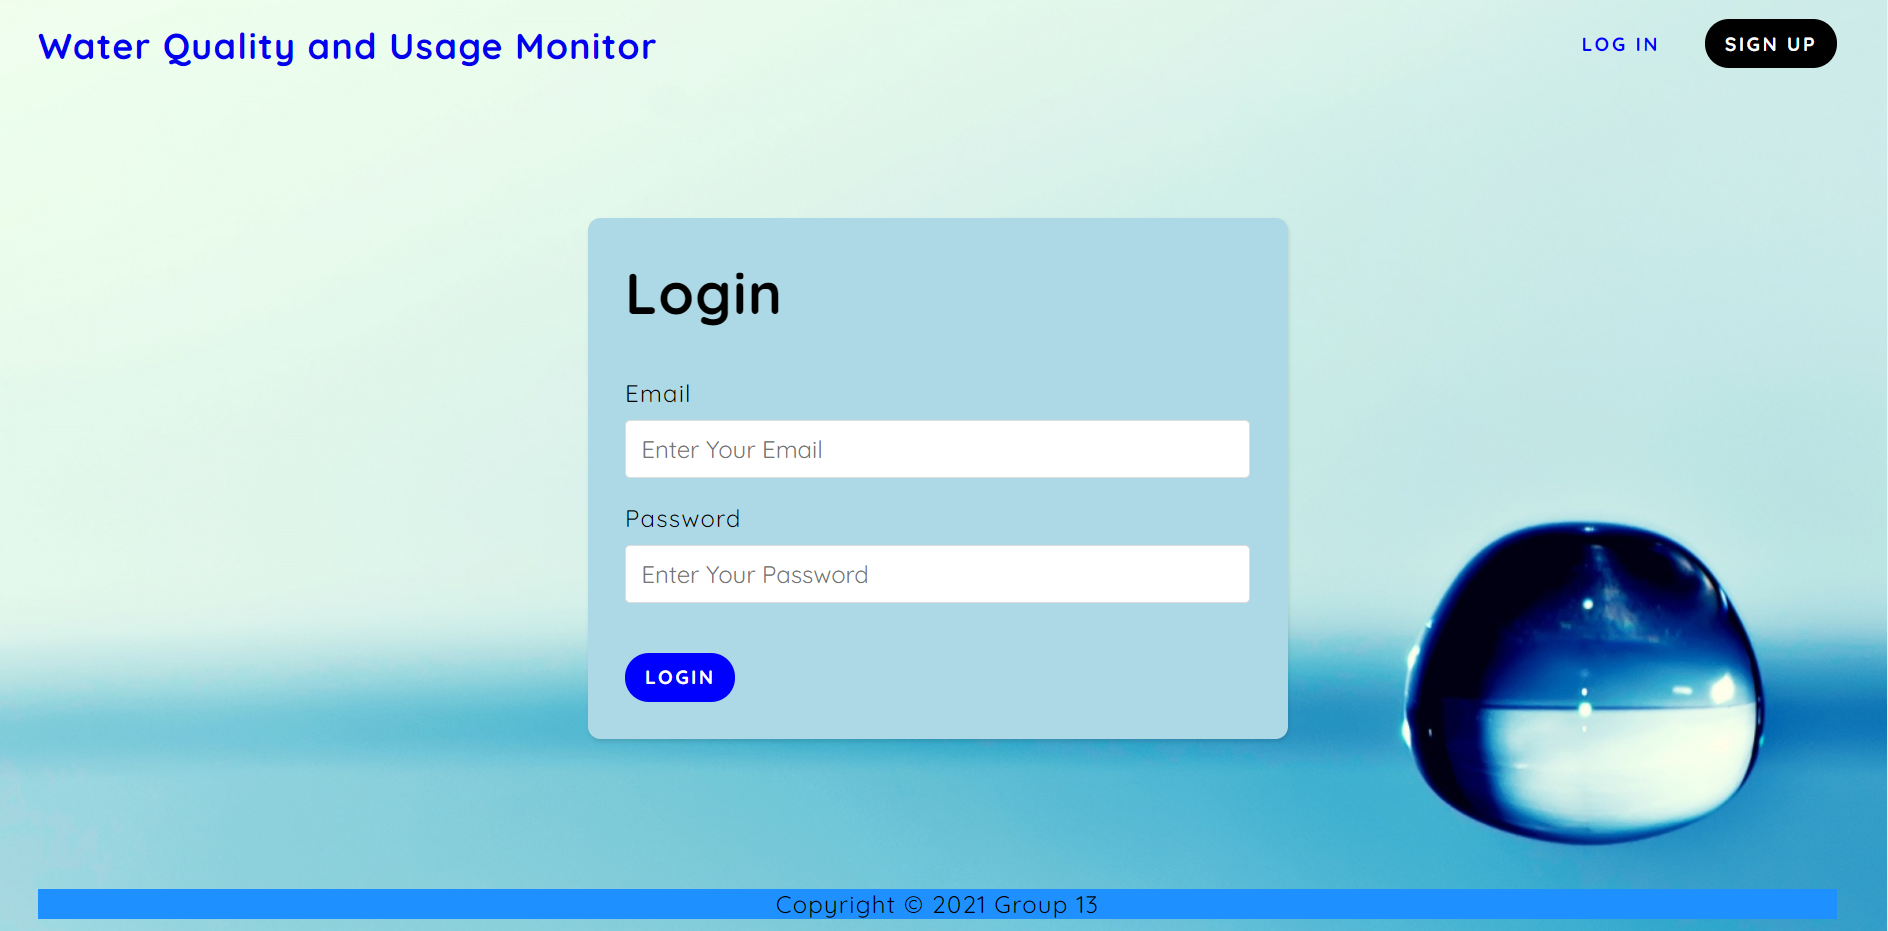 Water Quality and Usage Monitor
LOG IN
SIGN UP
Login
Email
Enter Your Email
Password
Enter Your Password
LOGIN
Copyright © 2021 Group 13